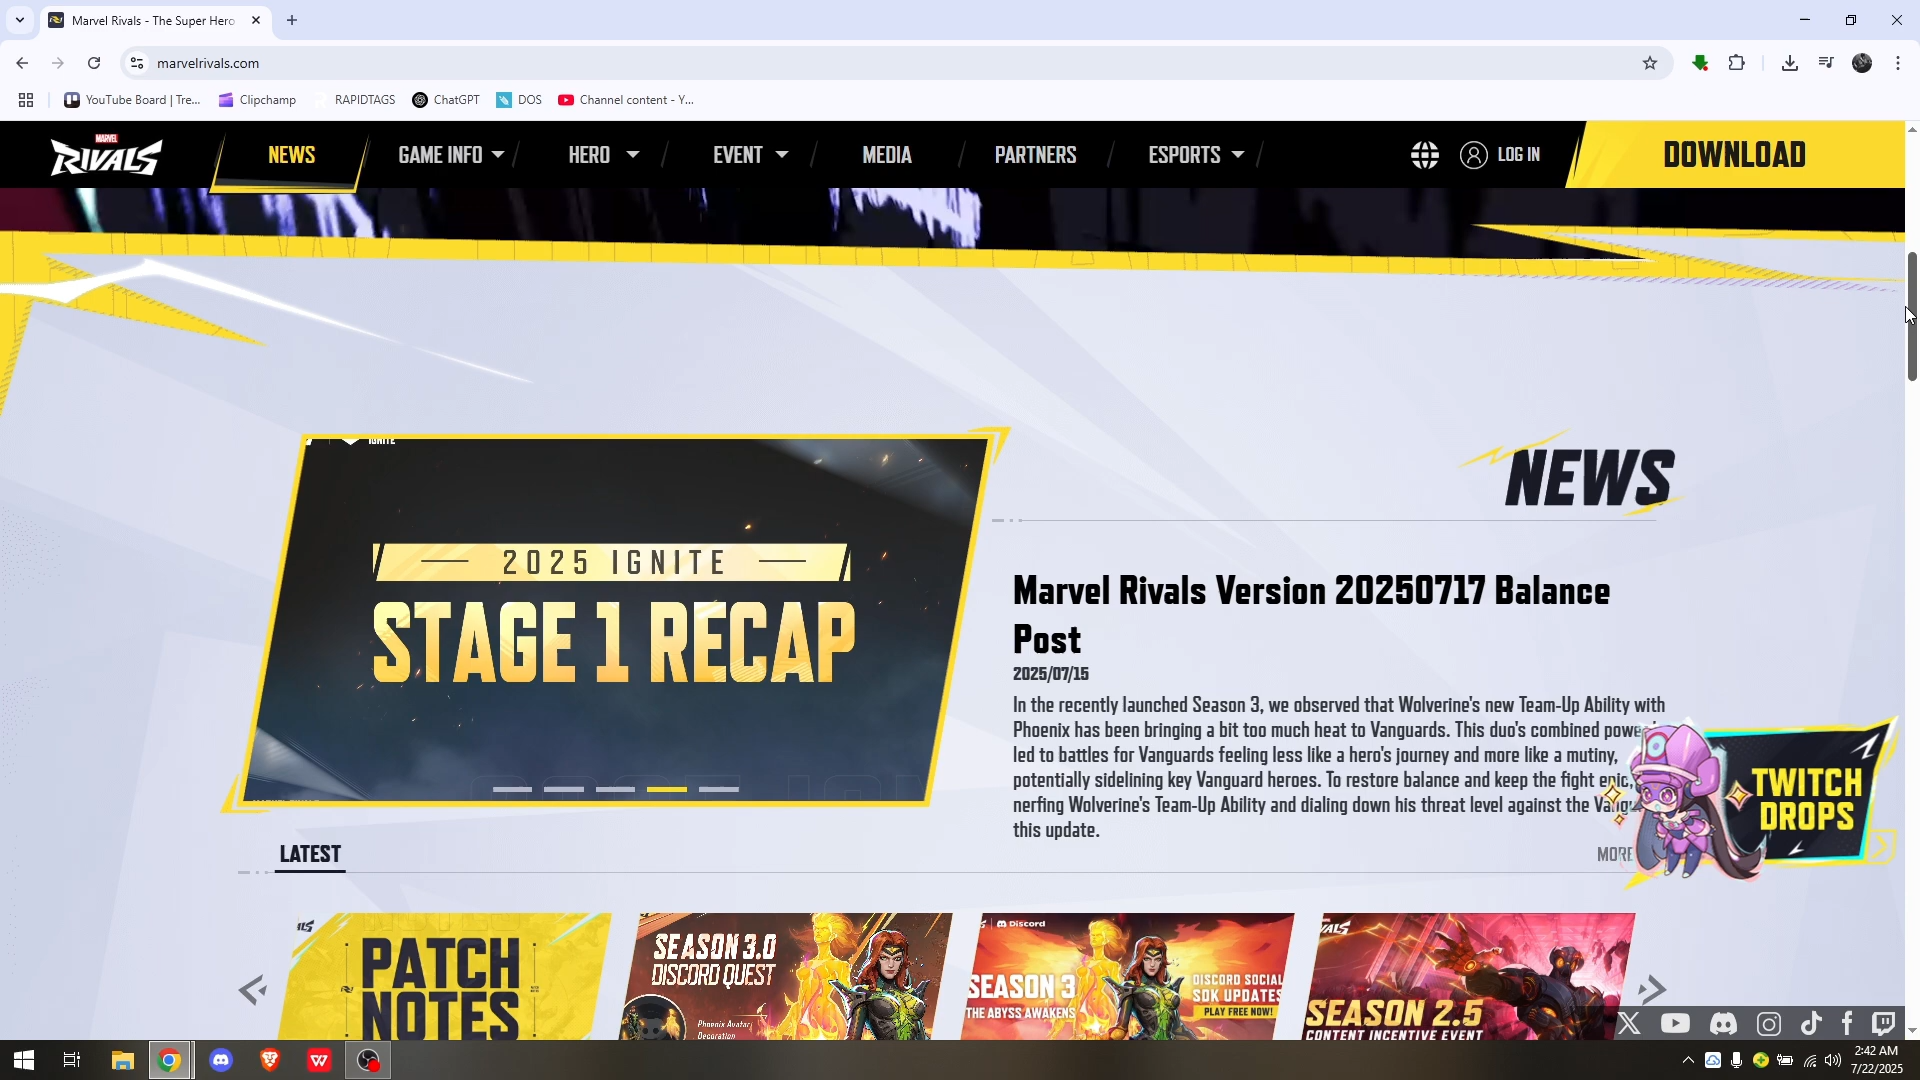 Marvel Rivals - The Super Hero
marvelrivals.com
YouTube Board | Tre...
Clipchamp
RAPIDTAGS
ChatGPT
DOS
Channel content - Y...
MARVEL
RIVALS
NEWS
GAME INFO
HERO
EVENT
MEDIA
PARTNERS
ESPORTS
LOG IN
DOWNLOAD
IGNITE
2025 IGNITE
STAGE 1 RECAP
NEWS
Marvel Rivals Version 20250717 Balance
Post
2025/07/15
In the recently launched Season 3, we observed that Wolverine's new Team-Up Ability with
Phoenix has been bringing a bit too much heat to Vanguards. This duo's combined powe
led to battles for Vanguards feeling less like a hero's journey and more like a mutiny,
potentially sidelining key Vanguard heroes. To restore balance and keep the fight epic,
nerfing Wolverine's Team-Up Ability and dialing down his threat level against the Vangu
this update.
TWITCH
DROPS
LATEST
MORE
PATCH
NOTES
SEASON 3.0
DISCORD QUEST
Phoenix Avatar
Decoration
Discord
SEASON 3
THE ABYSS AWAKENS
DISCORD SOCIAL
SDK UPDATES
PLAY FREE NOW!
SEASON 2.5
CONTENT INCENTIVE EVENT
2:42 AM
7/22/2025